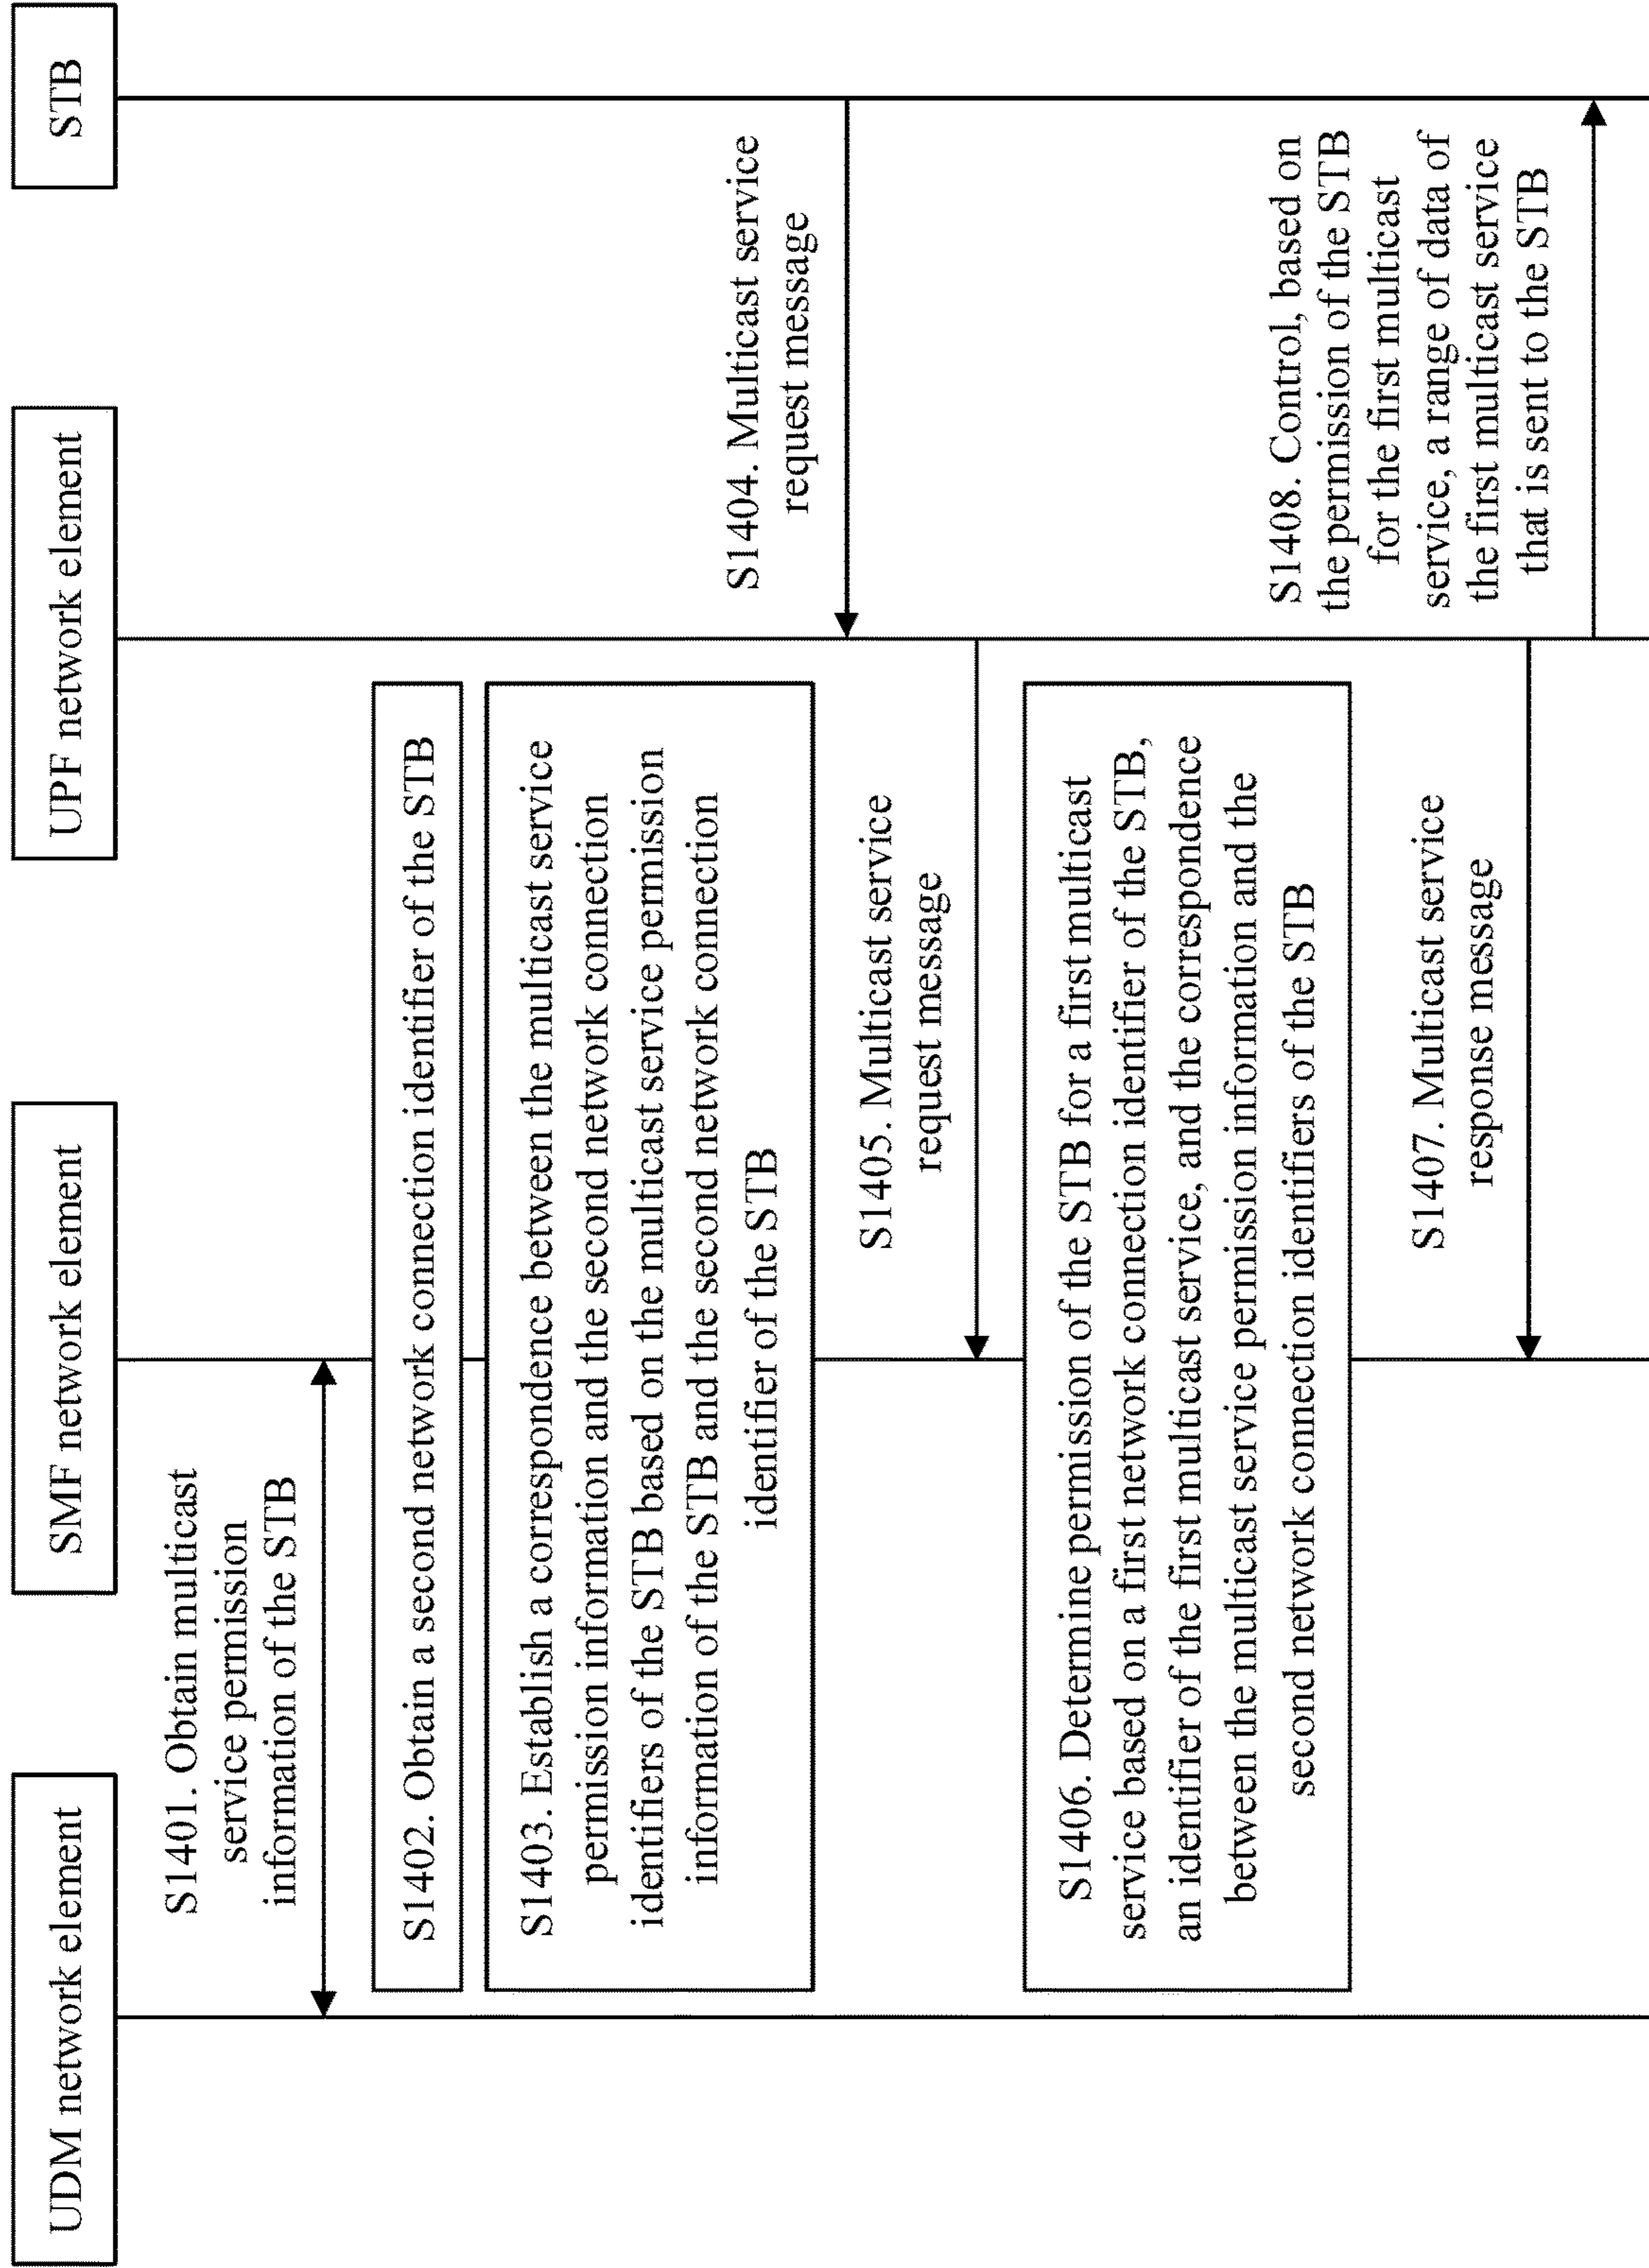 UDM network element
SMF network element
UPF network element
STB
S1401. Obtain multicast
service permission
information of the STB
S1402. Obtain a second network connection identifier of the STB
S1403. Establish a correspondence between the multicast service
permission information and the second network connection
identifiers of the STB based on the multicast service permission
information of the STB and the second network connection
identifier of the STB
S1404. Multicast service
request message
S1405. Multicast service
request message
S1406. Determine permission of the STB for a first multicast
service based on a first network connection identifier of the STB,
an identifier of the first multicast service, and the correspondence
between the multicast service permission information and the
second network connection identifiers of the STB
S1407. Multicast service
response message
S1408. Control, based on
the permission of the STB
for the first multicast
service, a range of data of
the first multicast service
that is sent to the STB